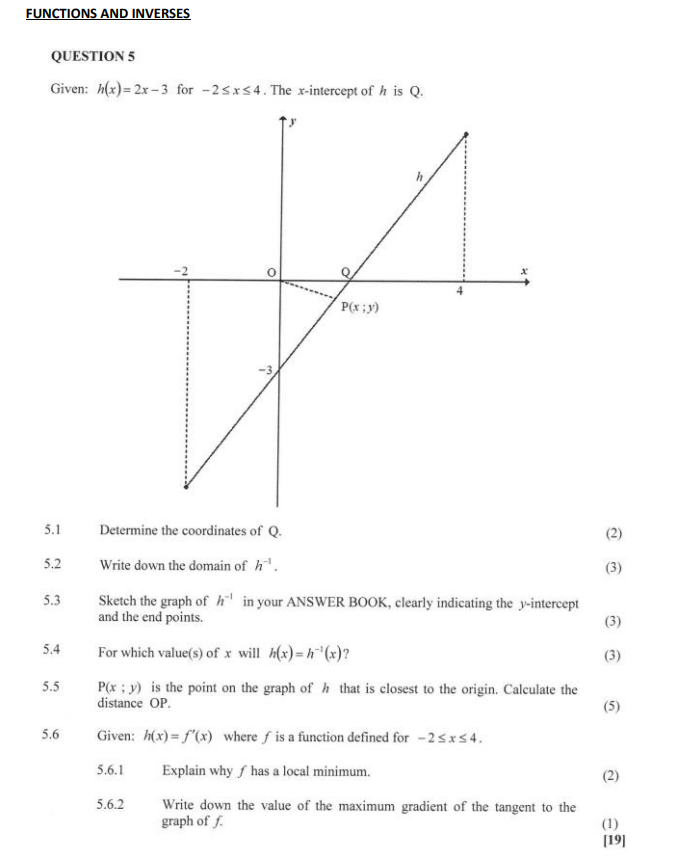 FUNCTIONS AND INVERSES
QUESTION 5
Given: h(x) = 2x – 3 for –2 ≤ x ≤ 4. The x-intercept of h is Q.
y
h
–2
O
Q
x
4
P(x ; y)
–3
5.1 Determine the coordinates of Q. (2)
5.2 Write down the domain of h⁻¹. (3)
5.3 Sketch the graph of h⁻¹ in your ANSWER BOOK, clearly indicating the y-intercept
and the end points. (3)
5.4 For which value(s) of x will h(x) = h⁻¹(x)? (3)
5.5 P(x ; y) is the point on the graph of h that is closest to the origin. Calculate the
distance OP. (5)
5.6 Given: h(x) = f'(x) where f is a function defined for –2 ≤ x ≤ 4.
5.6.1 Explain why f has a local minimum. (2)
5.6.2 Write down the value of the maximum gradient of the tangent to the
graph of f. (1)
[19]